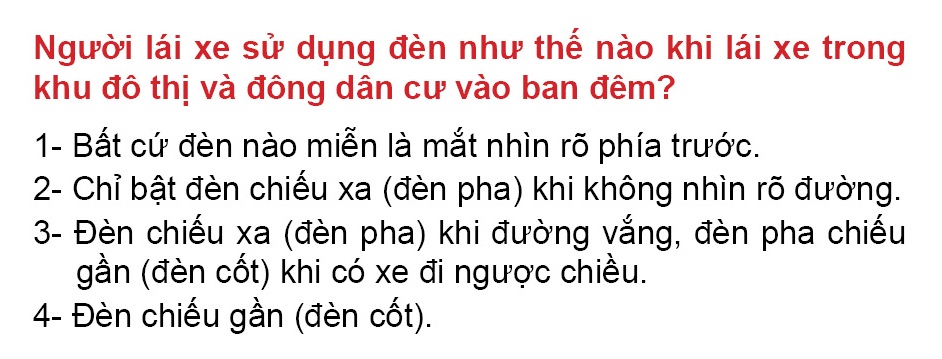 Người lái xe sử dụng đèn như thế nào khi lái xe trong
khu đô thị và đông dân cư vào ban đêm?
1- Bất cứ đèn nào miễn là mắt nhìn rõ phía trước.
2- Chỉ bật đèn chiếu xa (đèn pha) khi không nhìn rõ đường.
3- Đèn chiếu xa (đèn pha) khi đường vắng, đèn pha chiếu
gần (đèn cốt) khi có xe đi ngược chiều.
4- Đèn chiếu gần (đèn cốt).